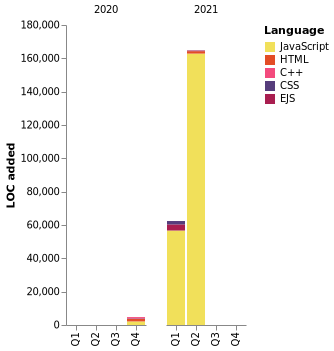 2020 2021
Language
JavaScript
HTML
C++
CSS
EJS
LOC added
180,000
160,000
140,000
120,000
100,000
80,000
60,000
40,000
20,000
0
Q1 Q2 Q3 Q4 Q1 Q2 Q3 Q4